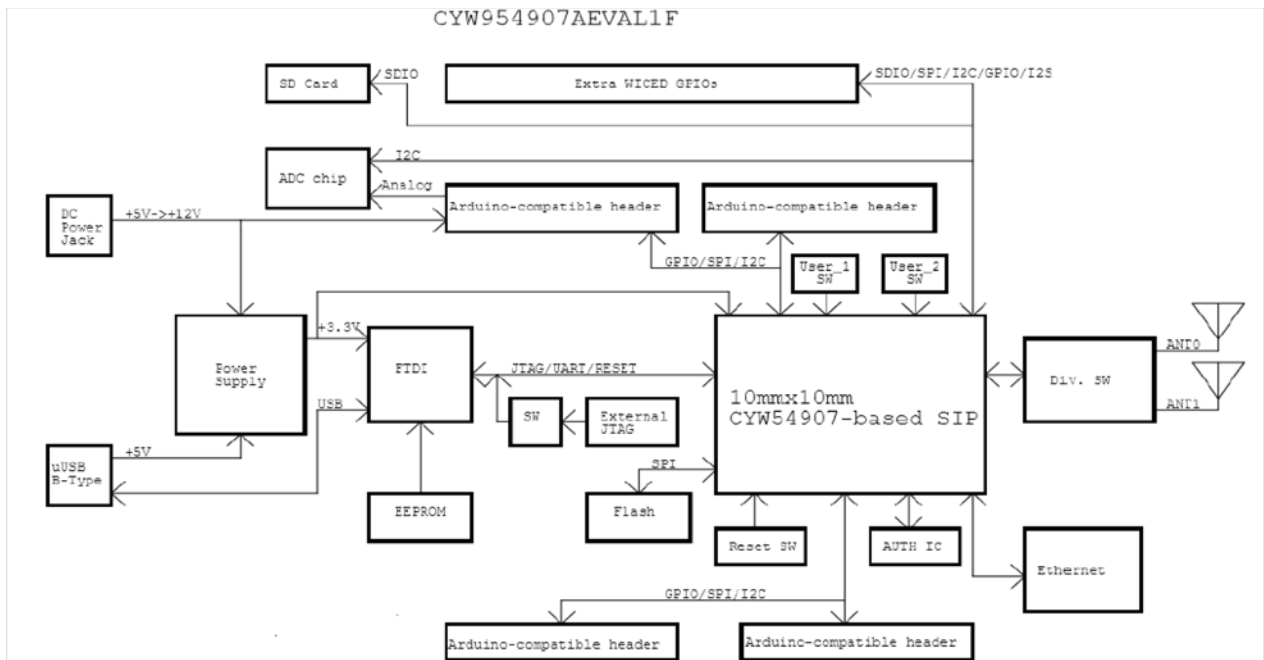 CYW954907AEVAL1F
SD Card
SDIO
Extra WICED GPIOs
SDIO/SPI/I2C/GPIO/I2S
ADC chip
I2C
Analog
DC
Power
Jack
+5V->+12V
Arduino-compatible header
Arduino-compatible header
GPIO/SPI/I2C
User_1
SW
User_2
SW
Power
Supply
+3.3V
FTDI
USB
JTAG/UART/RESET
SW
External
JTAG
10mmx10mm
CYW54907-based SIP
Div. SW
ANT0
ANT1
uUSB
B-Type
+5V
EEPROM
SPI
Flash
Reset SW
AUTH IC
Ethernet
GPIO/SPI/I2C
Arduino-compatible header
Arduino-compatible header